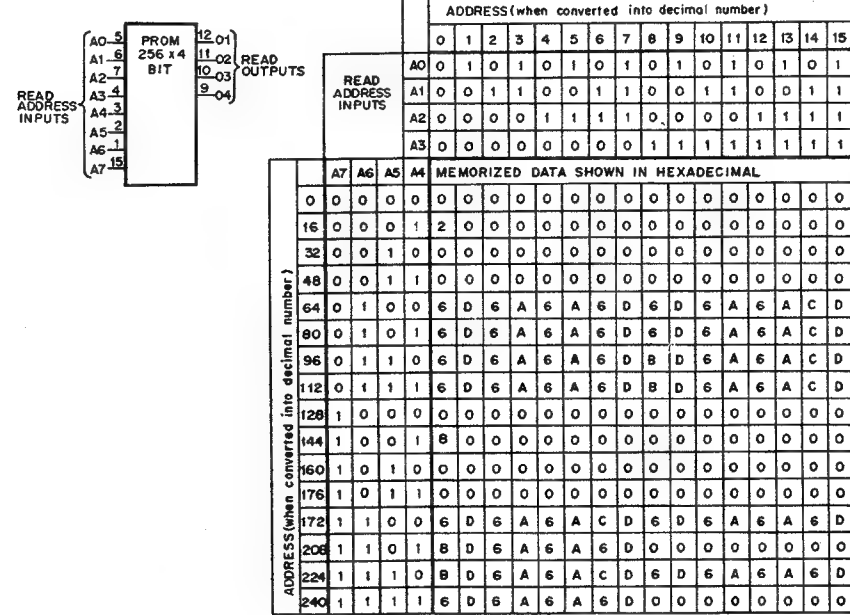 ADDRESS (when converted into decimal number)
0 1 2 3 4 5 6 7 8 9 10 11 12 13 14 15
A0 5 PROM 12 01
A1 6 256 x 4 11 02 READ
A2 7 BIT 10 03 OUTPUTS
READ A3 4 9 04
ADDRESS A4 3
INPUTS A5 2
A6 1
A7 15
READ
ADDRESS
INPUTS
A0 0 1 0 1 0 1 0 1 0 1 0 1 0 1 0 1
A1 0 0 1 1 0 0 1 1 0 0 1 1 0 0 1 1
A2 0 0 0 0 1 1 1 1 0 0 0 0 1 1 1 1
A3 0 0 0 0 0 0 0 0 1 1 1 1 1 1 1 1
A7 A6 A5 A4 MEMORIZED DATA SHOWN IN HEXADECIMAL
ADDRESS (when converted into decimal number)
0 0 0 0 0 0 0 0 0 0 0 0 0 0 0 0 0 0 0 0 0
16 0 0 0 1 2 0 0 0 0 0 0 0 0 0 0 0 0 0 0 0
32 0 0 1 0 0 0 0 0 0 0 0 0 0 0 0 0 0 0 0 0
48 0 0 1 1 0 0 0 0 0 0 0 0 0 0 0 0 0 0 0 0
64 0 1 0 0 6 D 6 A 6 A 6 D 6 D 6 A 6 A C D
80 0 1 0 1 6 D 6 A 6 A 6 D 6 D 6 A 6 A C D
96 0 1 1 0 6 D 6 A 6 A 6 D B D 6 A 6 A C D
112 0 1 1 1 6 D 6 A 6 A 6 D B D 6 A 6 A C D
128 1 0 0 0 0 0 0 0 0 0 0 0 0 0 0 0 0 0 0 0
144 1 0 0 1 8 0 0 0 0 0 0 0 0 0 0 0 0 0 0 0
160 1 0 1 0 0 0 0 0 0 0 0 0 0 0 0 0 0 0 0 0
176 1 0 1 1 0 0 0 0 0 0 0 0 0 0 0 0 0 0 0 0
172 1 1 0 0 6 D 6 A 6 A C D 6 D 6 A 6 A 6 D
208 1 1 0 1 B D 6 A 6 A 6 D 0 0 0 0 0 0 0 0
224 1 1 1 0 B D 6 A 6 A C D 6 D 6 A 6 A 6 D
240 1 1 1 1 6 D 6 A 6 A 6 D 0 0 0 0 0 0 0 0